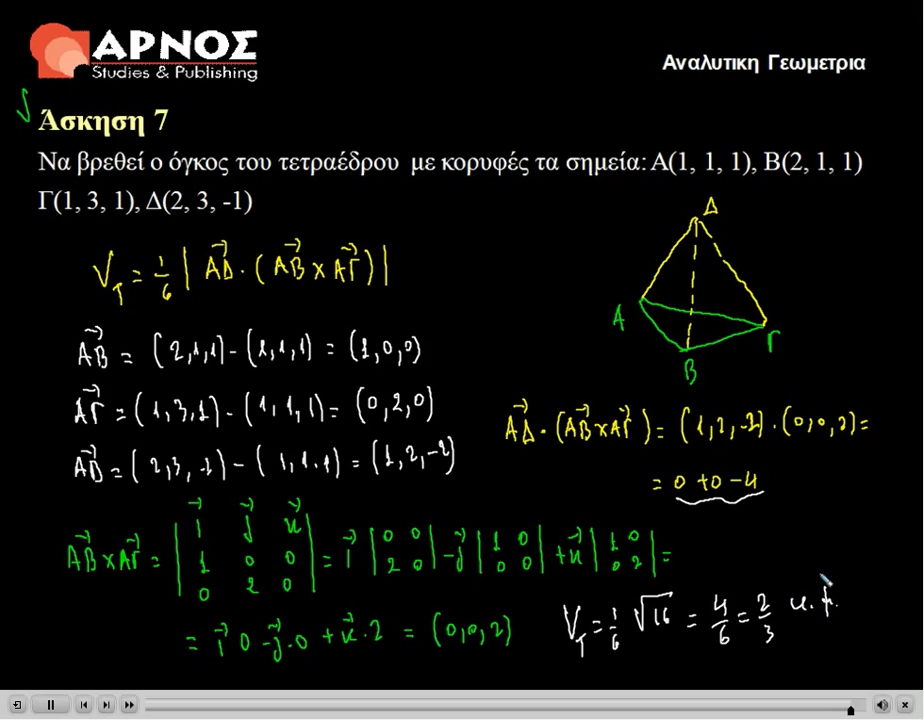 ΑΡΝΟΣ
Studies & Publishing
Αναλυτικη Γεωμετρια
Άσκηση 7
Να βρεθεί ο όγκος του τετραέδρου με κορυφές τα σημεία: Α(1, 1, 1), Β(2, 1, 1)
Γ(1, 3, 1), Δ(2, 3, -1)
V_T = 1/6 | ΑΔ⃗ · (ΑΒ⃗ × ΑΓ⃗) |
Δ
Α
Β
Γ
ΑΒ⃗ = (2,1,1) - (1,1,1) = (1,0,0)
ΑΓ⃗ = (1,3,1) - (1,1,1) = (0,2,0)
ΑΔ⃗ = (2,3,-1) - (1,1,1) = (1,2,-2)
ΑΔ⃗ · (ΑΒ⃗ × ΑΓ⃗) = (1,2,-2) · (0,0,2) =
= 0 + 0 - 4
ΑΒ⃗ × ΑΓ⃗ = | i⃗ j⃗ κ⃗ | 1 0 0 | 0 2 0 | = i⃗ | 0 0 | 2 0 | - j⃗ | 1 0 | 0 0 | + κ⃗ | 1 0 | 0 2 | =
= i⃗ 0 - j⃗ · 0 + κ⃗ · 2 = (0,0,2)
V_T = 1/6 √16 = 4/6 = 2/3 κ.μ.